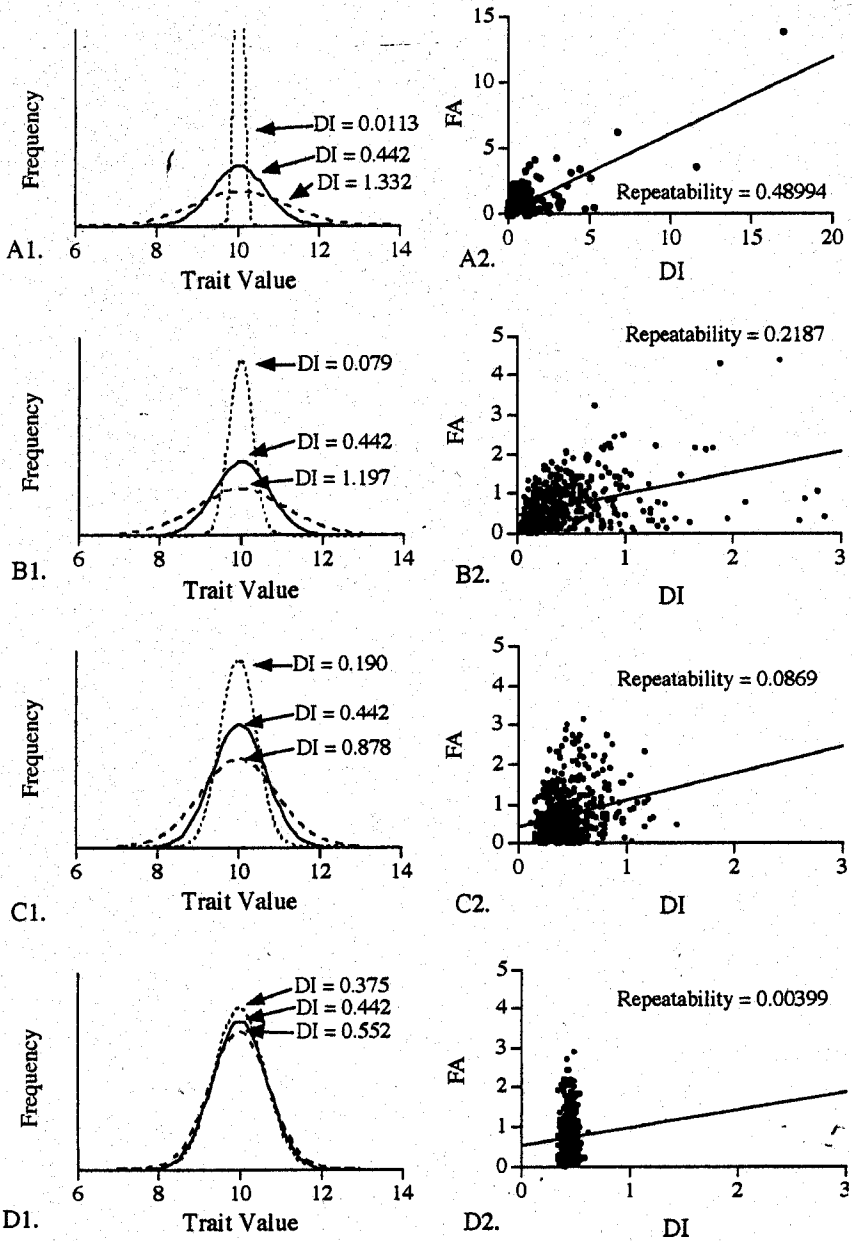 Frequency
DI = 0.0113
DI = 0.442
DI = 1.332
6 8 10 12 14
A1.
Trait Value
15
10
5
0
FA
Repeatability = 0.48994
0 5 10 15 20
A2.
DI
Frequency
DI = 0.079
DI = 0.442
DI = 1.197
6 8 10 12 14
B1.
Trait Value
5
4
3
2
1
0
FA
Repeatability = 0.2187
0 1 2 3
B2.
DI
Frequency
DI = 0.190
DI = 0.442
DI = 0.878
6 8 10 12 14
C1.
Trait Value
5
4
3
2
1
0
FA
Repeatability = 0.0869
0 1 2 3
C2.
DI
Frequency
DI = 0.375
DI = 0.442
DI = 0.552
6 8 10 12 14
D1.
Trait Value
5
4
3
2
1
0
FA
Repeatability = 0.00399
0 1 2 3
D2.
DI